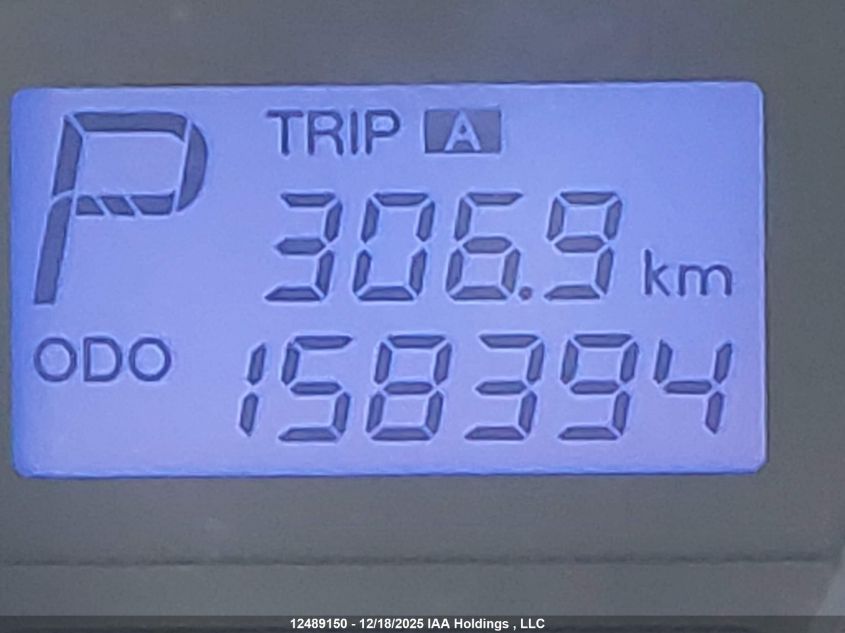 P
TRIP A
306.9 km
ODO 158394
12489150 - 12/18/2025 IAA Holdings , LLC